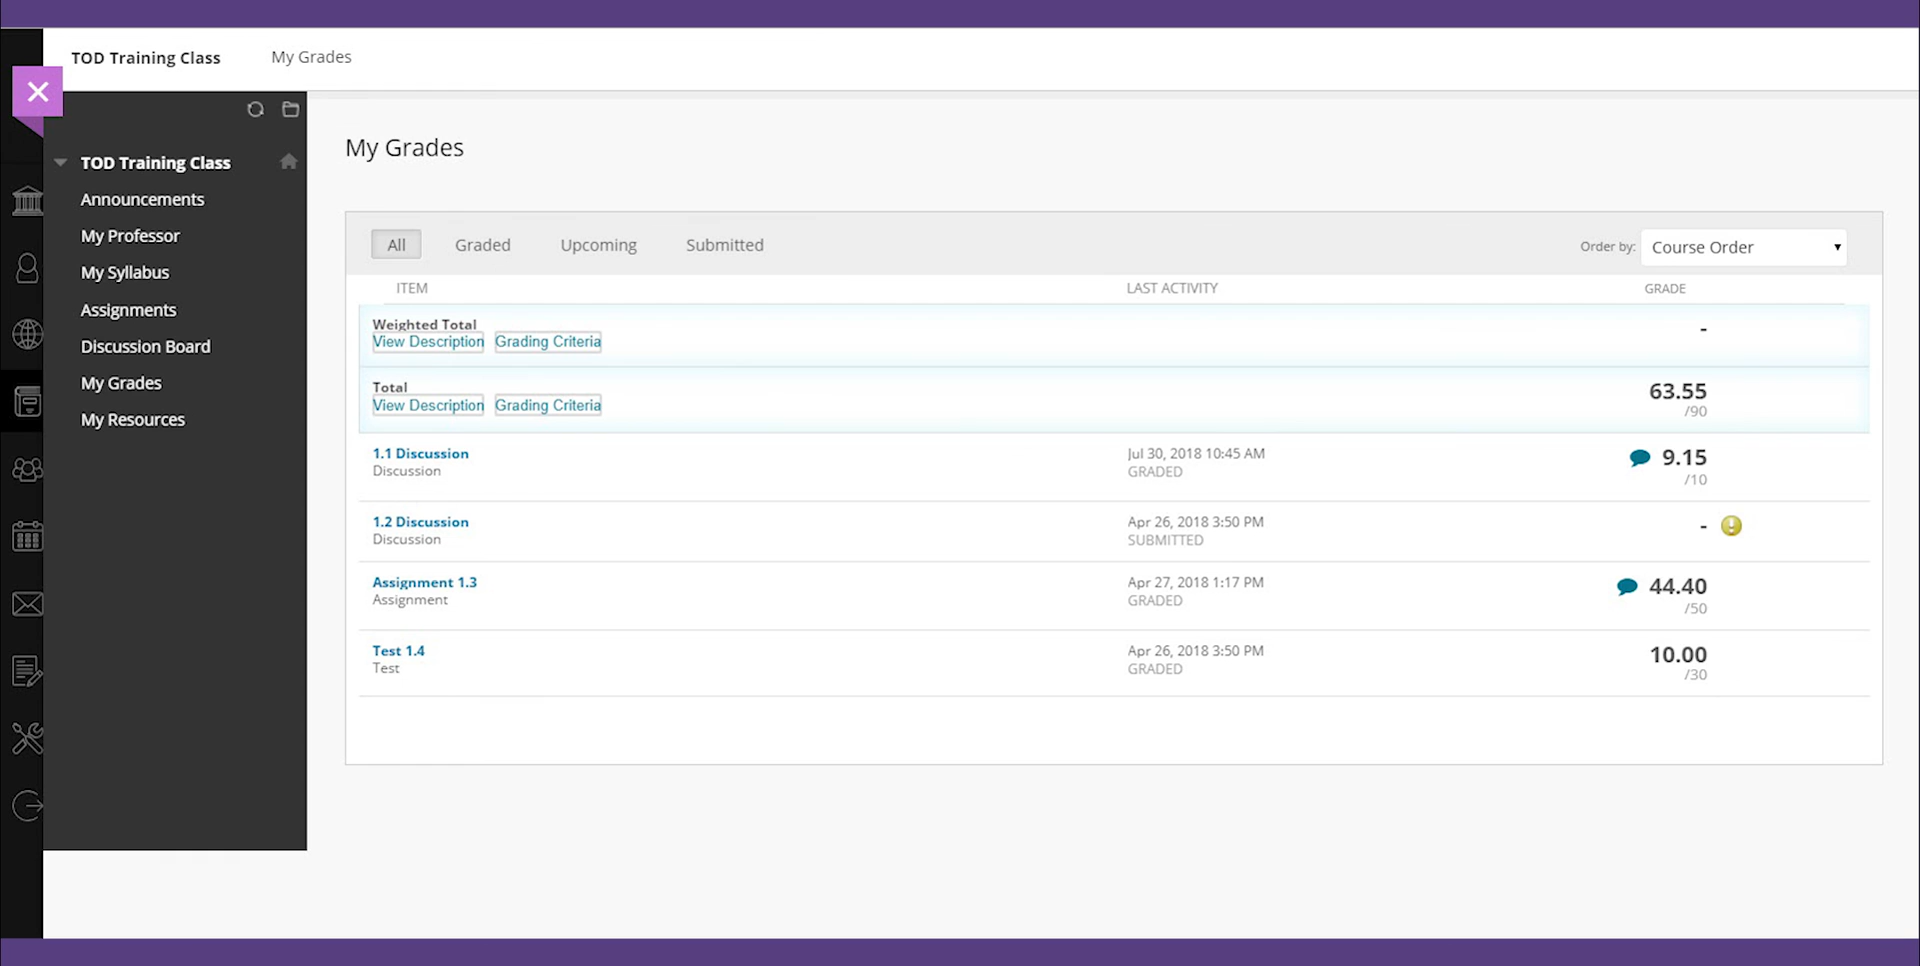 TOD Training Class My Grades
TOD Training Class
Announcements
My Professor
My Syllabus
Assignments
Discussion Board
My Grades
My Resources
My Grades
All Graded Upcoming Submitted Order by: Course Order
ITEM LAST ACTIVITY GRADE
Weighted Total -
View Description Grading Criteria
Total 63.55
View Description Grading Criteria /90
1.1 Discussion Jul 30, 2018 10:45 AM 9.15
Discussion GRADED /10
1.2 Discussion Apr 26, 2018 3:50 PM -
Discussion SUBMITTED
Assignment 1.3 Apr 27, 2018 1:17 PM 44.40
Assignment GRADED /50
Test 1.4 Apr 26, 2018 3:50 PM 10.00
Test GRADED /30